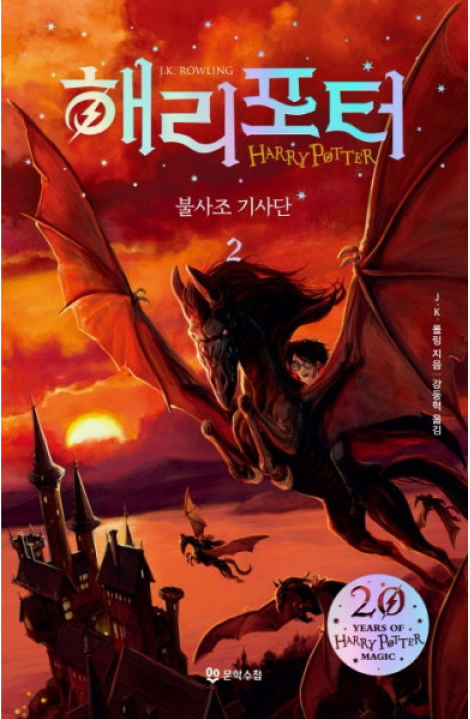 J.K. ROWLING
해리포터
HARRY POTTER
불사조 기사단
2
J.K. 롤링 지음 | 강동혁 옮김
20
YEARS OF
HARRY POTTER
MAGIC
문학수첩